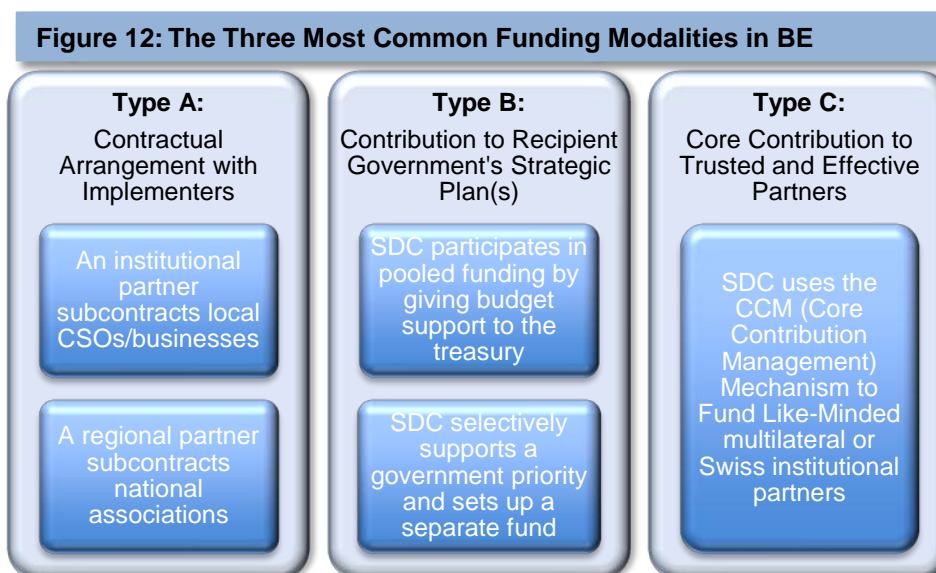 Figure 12: The Three Most Common Funding Modalities in BE
Type A:
Contractual
Arrangement with
Implementers
An institutional
partner
subcontracts local
CSOs/businesses
A regional partner
subcontracts
national
associations
Type B:
Contribution to Recipient
Government's Strategic
Plan(s)
SDC participates in
pooled funding by
giving budget
support to the
treasury
SDC selectively
supports a
government priority
and sets up a
separate fund
Type C:
Core Contribution to
Trusted and Effective
Partners
SDC uses the
CCM (Core
Contribution
Management)
Mechanism to
Fund Like-Minded
multilateral or
Swiss institutional
partners